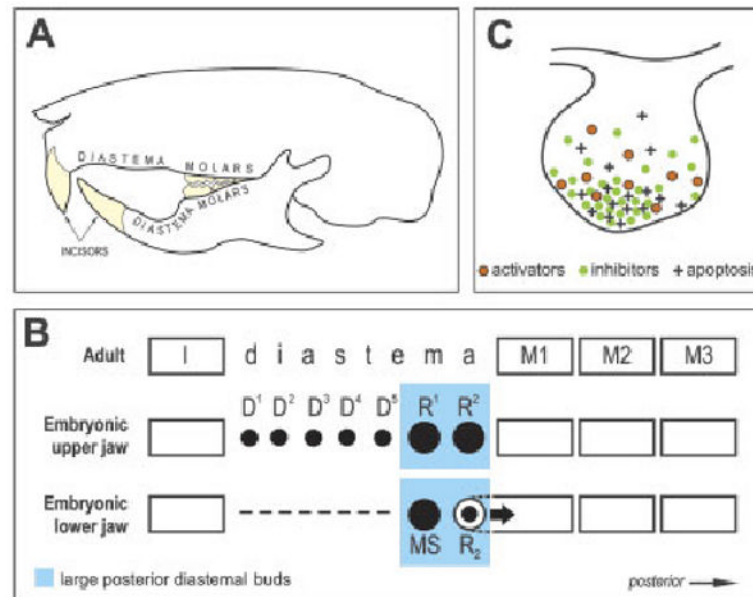 A
DIASTEMA
MOLARS
DIASTEMA MOLARS
INCISORS
C
activators inhibitors + apoptosis
B
Adult I diastema M1 M2 M3
D¹ D² D³ D⁴ D⁵ R¹ R²
Embryonic
upper jaw
Embryonic
lower jaw
MS R₂
large posterior diastemal buds
posterior